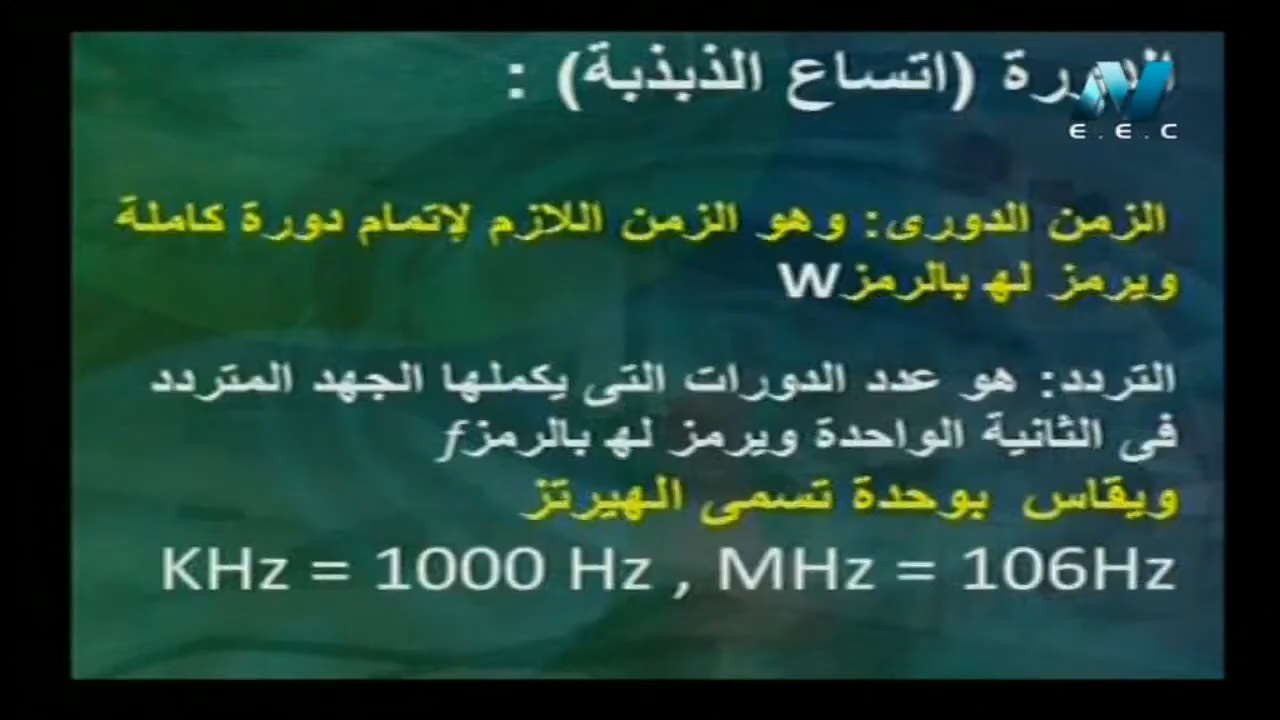 (اتساع الذبذبة) :
E . E . C
الزمن الدورى: وهو الزمن اللازم لإتمام دورة كاملة
ويرمز له بالرمزW
التردد: هو عدد الدورات التى يكملها الجهد المتردد
فى الثانية الواحدة ويرمز له بالرمزf
ويقاس بوحدة تسمى الهيرتز
KHz = 1000 Hz , MHz = 106Hz